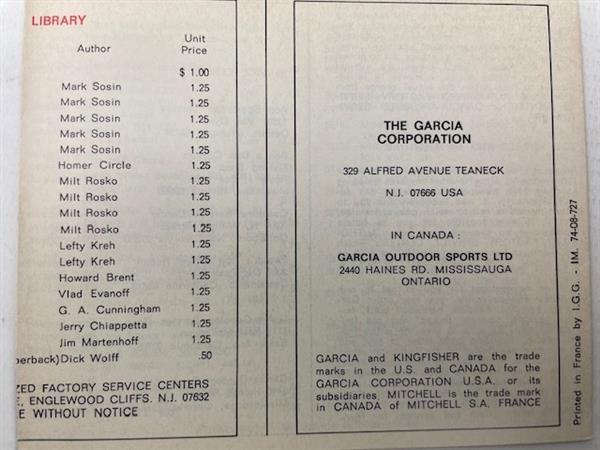 LIBRARY
Author Unit Price
$ 1.00
Mark Sosin 1.25
Mark Sosin 1.25
Mark Sosin 1.25
Mark Sosin 1.25
Mark Sosin 1.25
Homer Circle 1.25
Milt Rosko 1.25
Milt Rosko 1.25
Milt Rosko 1.25
Milt Rosko 1.25
Lefty Kreh 1.25
Lefty Kreh 1.25
Howard Brent 1.25
Vlad Evanoff 1.25
G. A. Cunningham 1.25
Jerry Chiappetta 1.25
Jim Martenhoff 1.25
perback) Dick Wolff .50
ZED FACTORY SERVICE CENTERS
E, ENGLEWOOD CLIFFS, N.J. 07632
E WITHOUT NOTICE
THE GARCIA
CORPORATION
329 ALFRED AVENUE TEANECK
N.J. 07666 USA
IN CANADA :
GARCIA OUTDOOR SPORTS LTD
2440 HAINES RD. MISSISSAUGA
ONTARIO
GARCIA and KINGFISHER are the trade
marks in the U.S. and CANADA for the
GARCIA CORPORATION U.S.A. or its
subsidiaries. MITCHELL is the trade mark
in CANADA of MITCHELL S.A. FRANCE
Printed in France by I.G.G. - IM. 74-08-727